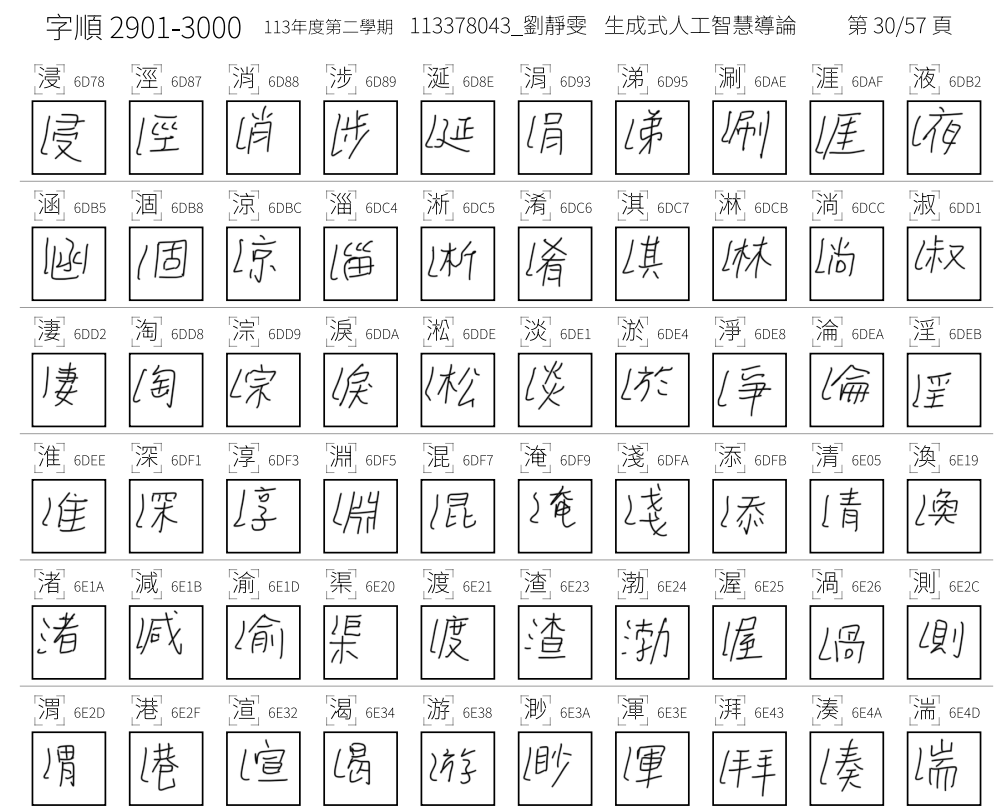 字順 2901-3000 113年度第二學期 113378043_劉靜雯 生成式人工智慧導論 第 30/57 頁
浸 6D78 涇 6D87 消 6D88 涉 6D89 涎 6D8E 涓 6D93 涕 6D95 涮 6DAE 涯 6DAF 液 6DB2
浸 涇 消 涉 涎 涓 涕 涮 涯 液
涵 6DB5 涸 6DB8 涼 6DBC 淄 6DC4 淅 6DC5 淆 6DC6 淇 6DC7 淋 6DCB 淌 6DCC 淑 6DD1
涵 涸 涼 淄 淅 淆 淇 淋 淌 淑
淒 6DD2 淘 6DD8 淙 6DD9 淚 6DDA 淞 6DDE 淡 6DE1 淤 6DE4 淨 6DE8 淪 6DEA 淫 6DEB
淒 淘 淙 淚 淞 淡 淤 淨 淪 淫
淮 6DEE 深 6DF1 淳 6DF3 淵 6DF5 混 6DF7 淹 6DF9 淺 6DFA 添 6DFB 清 6E05 渙 6E19
淮 深 淳 淵 混 淹 淺 添 清 渙
渚 6E1A 減 6E1B 渝 6E1D 渠 6E20 渡 6E21 渣 6E23 渤 6E24 渥 6E25 渦 6E26 測 6E2C
渚 減 渝 渠 渡 渣 渤 渥 渦 測
渭 6E2D 港 6E2F 渲 6E32 渴 6E34 游 6E38 渺 6E3A 渾 6E3E 湃 6E43 湊 6E4A 湍 6E4D
渭 港 渲 渴 游 渺 渾 湃 湊 湍